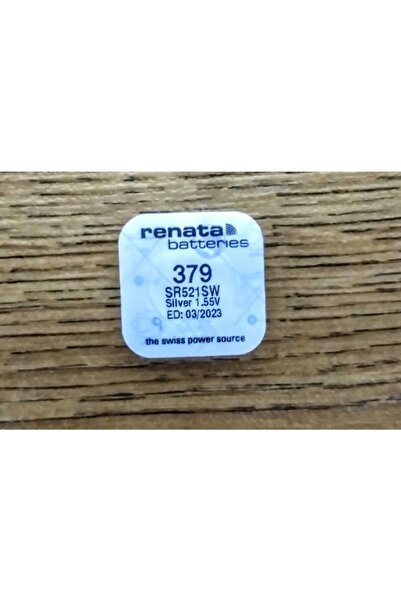 renata
batteries
379
SR521SW
Silver 1.55V
ED: 03/2023
the swiss power source